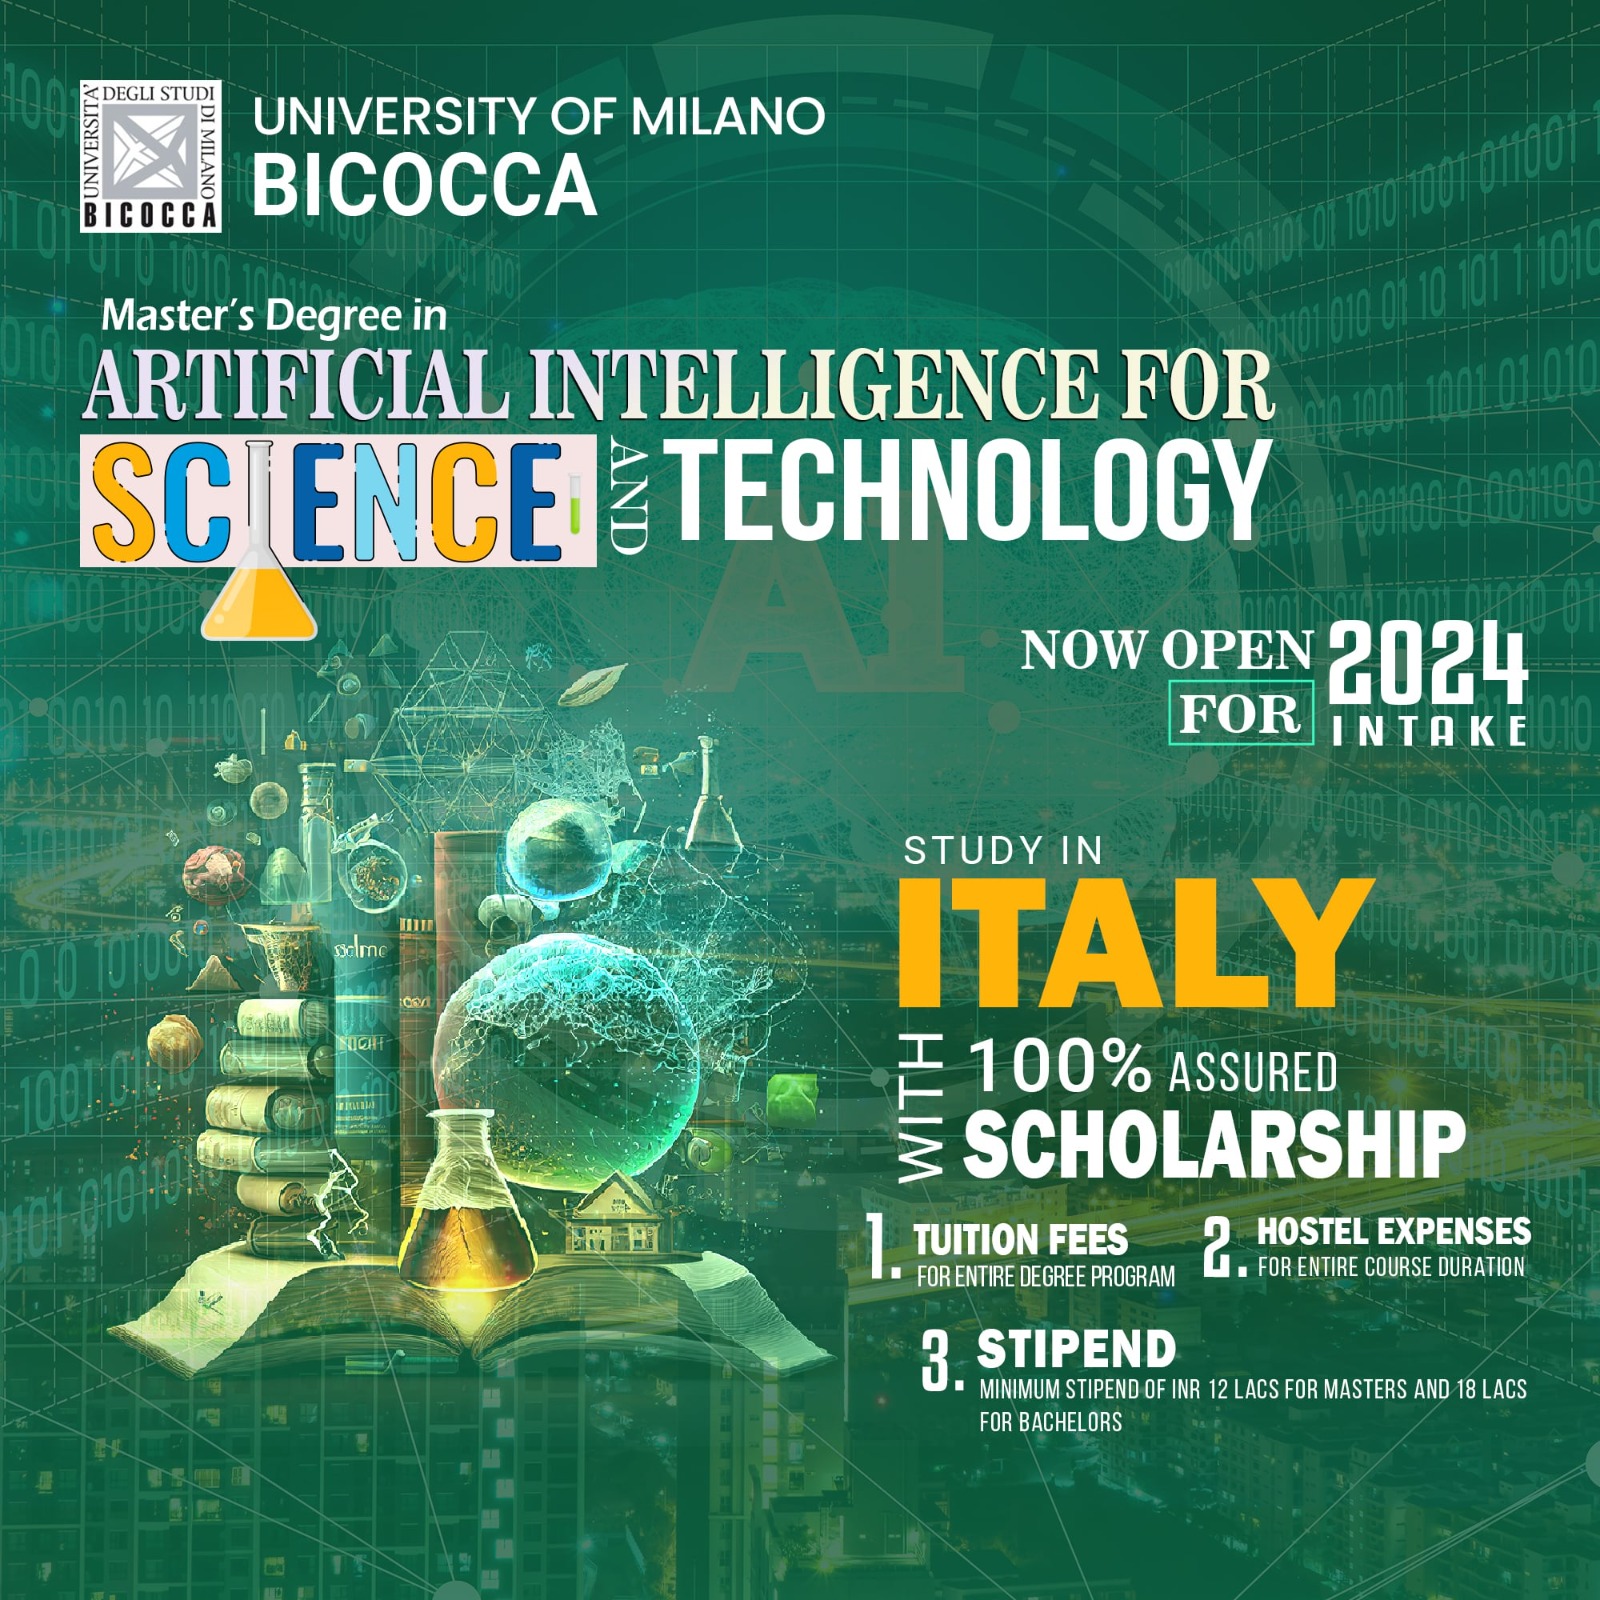 UNIVERSITA' DEGLI STUDI DI MILANO
BICOCCA
UNIVERSITY OF MILANO
BICOCCA
Master's Degree in
ARTIFICIAL INTELLIGENCE FOR
SCIENCE AND TECHNOLOGY
AI
NOW OPEN
FOR
2024
INTAKE
STUDY IN
ITALY
WITH
100% ASSURED
SCHOLARSHIP
1. TUITION FEES
FOR ENTIRE DEGREE PROGRAM
2. HOSTEL EXPENSES
FOR ENTIRE COURSE DURATION
3. STIPEND
MINIMUM STIPEND OF INR 12 LACS FOR MASTERS AND 18 LACS
FOR BACHELORS